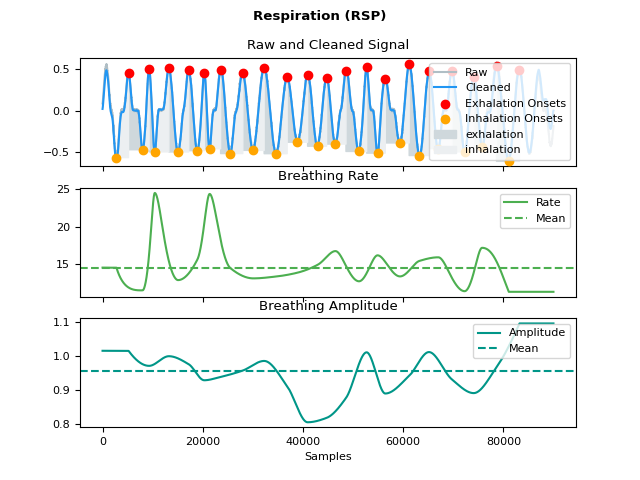 Respiration (RSP)
Raw and Cleaned Signal
0.5
0.0
−0.5
Raw
Cleaned
Exhalation Onsets
Inhalation Onsets
exhalation
inhalation
Breathing Rate
25
20
15
Rate
Mean
Breathing Amplitude
1.1
1.0
0.9
0.8
Amplitude
Mean
0 20000 40000 60000 80000
Samples